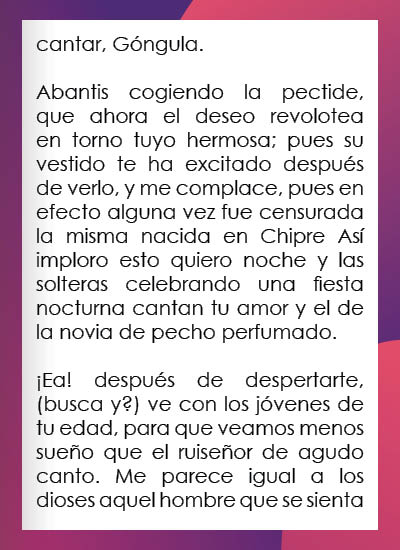 cantar, Góngula.
Abantis cogiendo la pectide,
que ahora el deseo revolotea
en torno tuyo hermosa; pues su
vestido te ha excitado después
de verlo, y me complace, pues en
efecto alguna vez fue censurada
la misma nacida en Chipre Así
imploro esto quiero noche y las
solteras celebrando una fiesta
nocturna cantan tu amor y el de
la novia de pecho perfumado.
¡Ea! después de despertarte,
(busca y?) ve con los jóvenes de
tu edad, para que veamos menos
sueño que el ruiseñor de agudo
canto. Me parece igual a los
dioses aquel hombre que se sienta